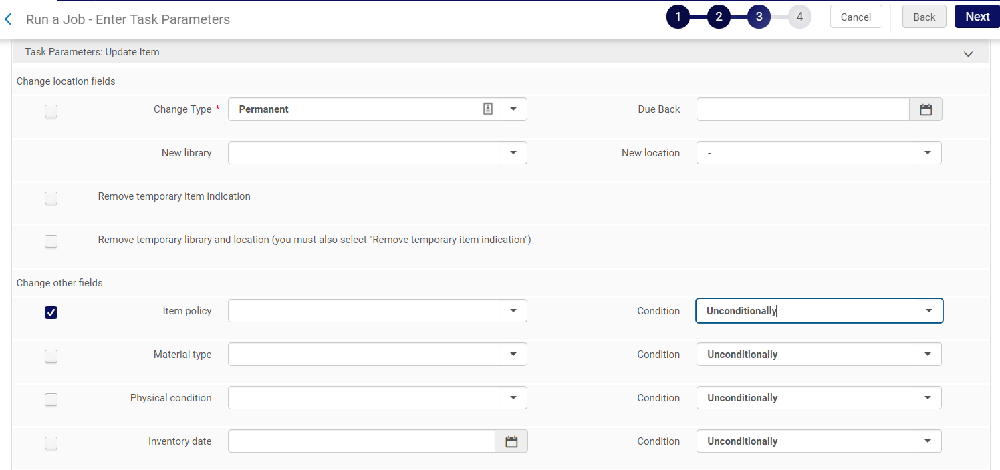 Run a Job - Enter Task Parameters 1 2 3 4 Cancel Back Next
Task Parameters: Update Item
Change location fields
Change Type * Permanent Due Back
New library New location -
Remove temporary item indication
Remove temporary library and location (you must also select "Remove temporary item indication")
Change other fields
Item policy Condition Unconditionally
Material type Condition Unconditionally
Physical condition Condition Unconditionally
Inventory date Condition Unconditionally